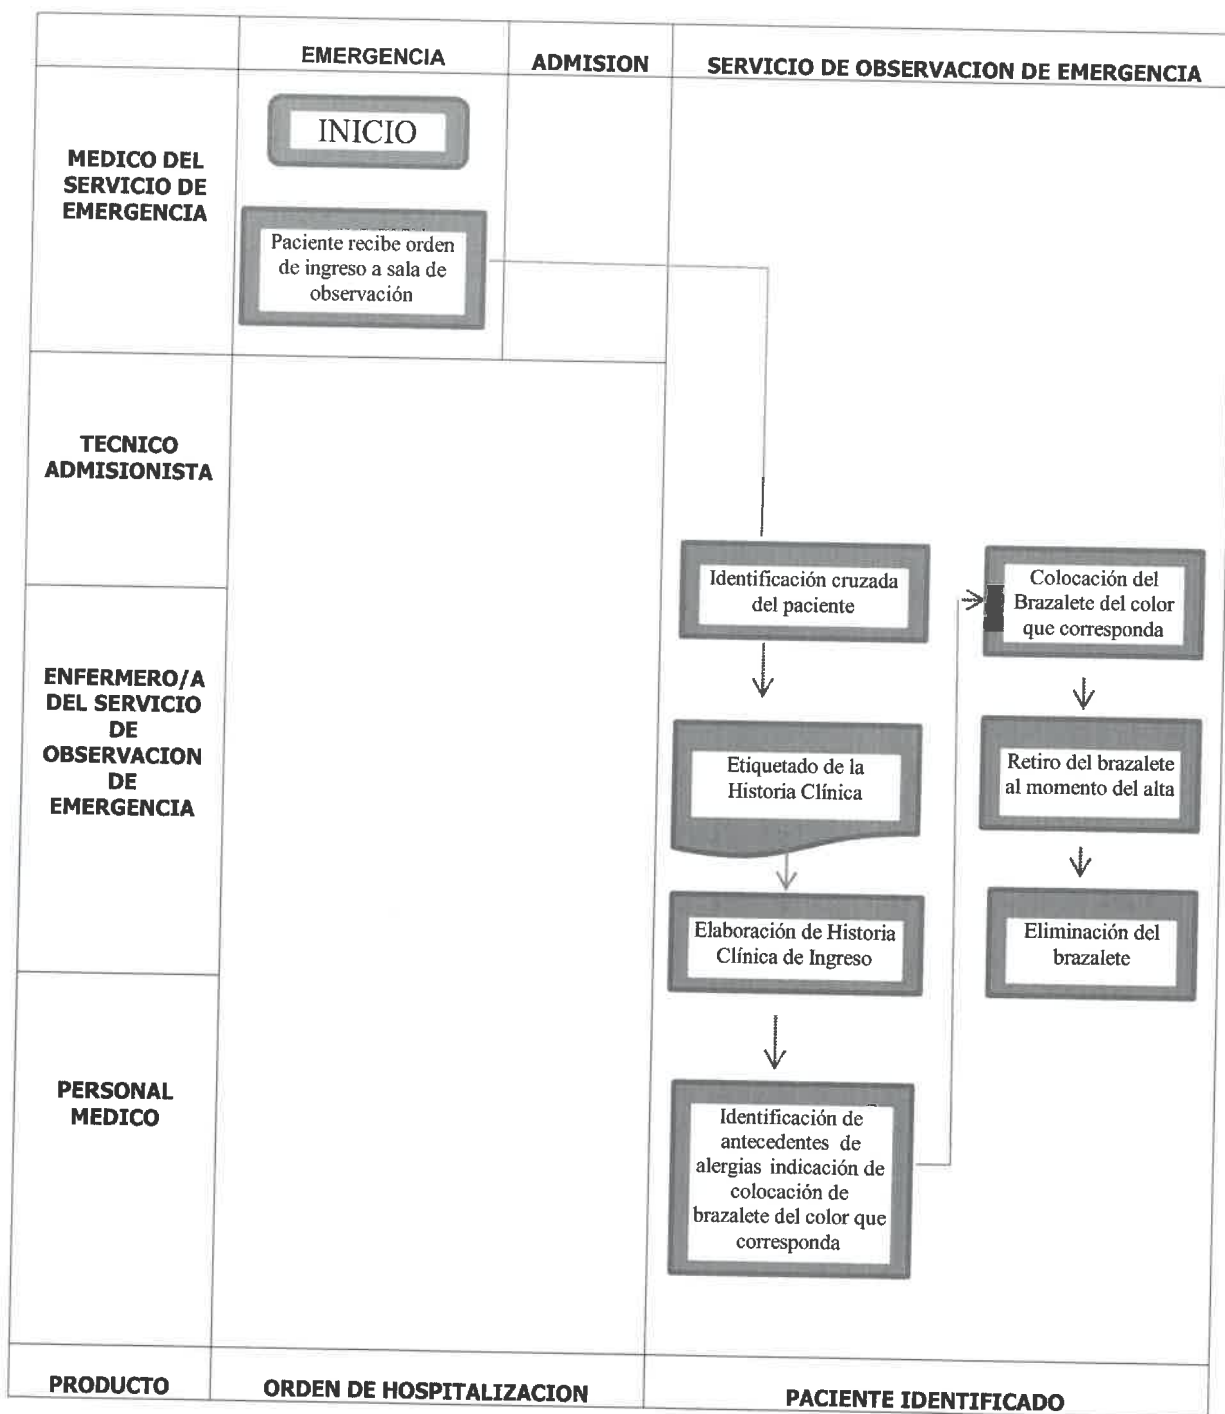 EMERGENCIA
ADMISION
SERVICIO DE OBSERVACION DE EMERGENCIA
MEDICO DEL
SERVICIO DE
EMERGENCIA
INICIO
Paciente recibe orden
de ingreso a sala de
observación
TECNICO
ADMISIONISTA
ENFERMERO/A
DEL SERVICIO
DE
OBSERVACION
DE
EMERGENCIA
Identificación cruzada
del paciente
Etiquetado de la
Historia Clínica
Elaboración de Historia
Clínica de Ingreso
Colocación del
Brazalete del color
que corresponda
Retiro del brazalete
al momento del alta
Eliminación del
brazalete
PERSONAL
MEDICO
Identificación de
antecedentes de
alergias indicación de
colocación de
brazalete del color que
corresponda
PRODUCTO
ORDEN DE HOSPITALIZACION
PACIENTE IDENTIFICADO